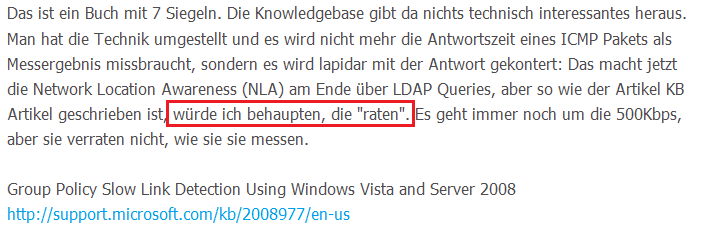 Das ist ein Buch mit 7 Siegeln. Die Knowledgebase gibt da nichts technisch interessantes heraus.
Man hat die Technik umgestellt und es wird nicht mehr die Antwortszeit eines ICMP Pakets als
Messergebnis missbraucht, sondern es wird lapidar mit der Antwort gekontert: Das macht jetzt
die Network Location Awareness (NLA) am Ende über LDAP Queries, aber so wie der Artikel KB
Artikel geschrieben ist, würde ich behaupten, die "raten". Es geht immer noch um die 500Kbps,
aber sie verraten nicht, wie sie sie messen.
Group Policy Slow Link Detection Using Windows Vista and Server 2008
http://support.microsoft.com/kb/2008977/en-us